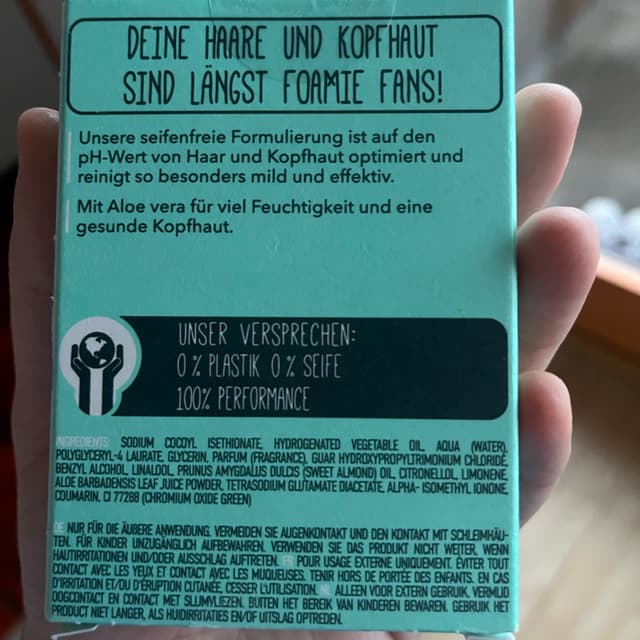 DEINE HAARE UND KOPFHAUT
SIND LÄNGST FOAMIE FANS!
Unsere seifenfreie Formulierung ist auf den
pH-Wert von Haar und Kopfhaut optimiert und
reinigt so besonders mild und effektiv.
Mit Aloe vera für viel Feuchtigkeit und eine
gesunde Kopfhaut.
UNSER VERSPRECHEN:
0 % PLASTIK 0 % SEIFE
100% PERFORMANCE
INGREDIENTS: SODIUM COCOYL ISETHIONATE, HYDROGENATED VEGETABLE OIL, AQUA (WATER),
POLYGLYCERYL-4 LAURATE, GLYCERIN, PARFUM (FRAGRANCE), GUAR HYDROXYPROPYLTRIMONIUM CHLORIDE,
BENZYL ALCOHOL, LINALOOL, PRUNUS AMYGDALUS DULCIS (SWEET ALMOND) OIL, CITRONELLOL, LIMONENE,
ALOE BARBADENSIS LEAF JUICE POWDER, TETRASODIUM GLUTAMATE DIACETATE, ALPHA- ISOMETHYL IONONE,
COUMARIN, CI 77288 (CHROMIUM OXIDE GREEN)
DE NUR FÜR DIE ÄUßERE ANWENDUNG. VERMEIDEN SIE AUGENKONTAKT UND DEN KONTAKT MIT SCHLEIMHÄU-
TEN. FÜR KINDER UNZUGÄNGLICH AUFBEWAHREN. VERWENDEN SIE DAS PRODUKT NICHT WEITER, WENN
HAUTIRRITATIONEN UND/ODER AUSSCHLAG AUFTRETEN. FR POUR USAGE EXTERNE UNIQUEMENT. ÉVITER TOUT
CONTACT AVEC LES YEUX ET CONTACT AVEC LES MUQUEUSES. TENIR HORS DE PORTÉE DES ENFANTS. EN CAS
D'IRRITATION ET/OU D'ÉRUPTION CUTANÉE, CESSER L'UTILISATION. NL ALLEEN VOOR EXTERN GEBRUIK. VERMIJD
OOGCONTACT EN CONTACT MET SLIJMVLIEZEN. BUITEN HET BEREIK VAN KINDEREN BEWAREN. GEBRUIK HET
PRODUCT NIET LANGER, ALS HUIDIRRITATIES EN/OF UITSLAG OPTREDEN.